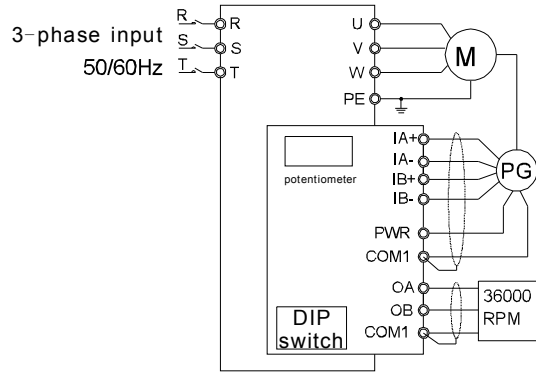 3-phase input
50/60Hz
R
S
T
R
S
T
U
V
W
PE
M
IA+
IA-
IB+
IB-
PWR
COM1
PG
potentiometer
OA
OB
COM1
36000
RPM
DIP
switch